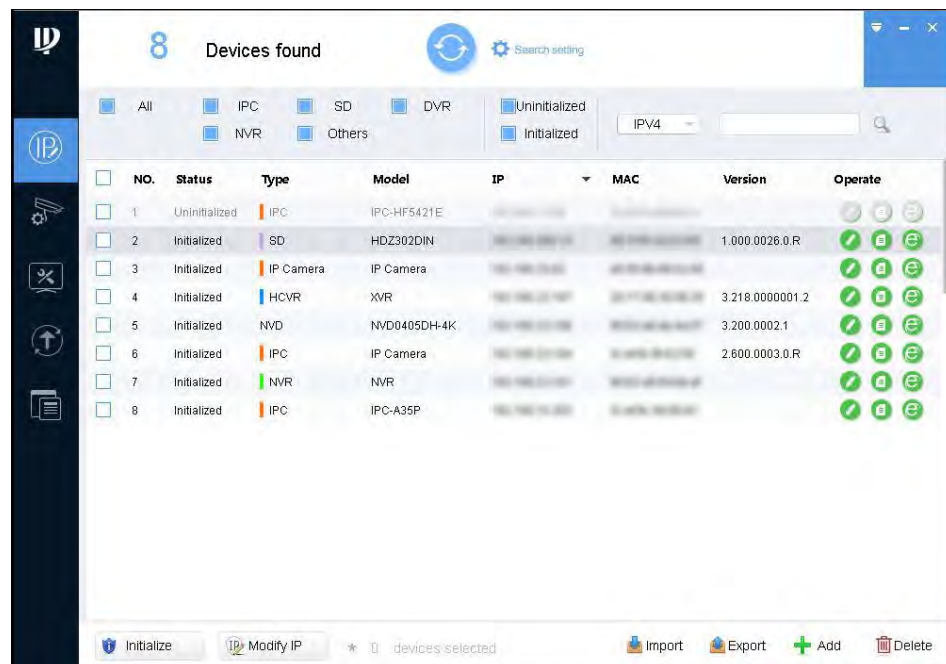 8 Devices found Search setting
All IPC SD DVR Uninitialized
NVR Others Initialized IPV4
NO. Status Type Model IP MAC Version Operate
1 Uninitialized IPC IPC-HF5421E
2 Initialized SD HDZ302DIN 1.000.0026.0.R
3 Initialized IP Camera IP Camera
4 Initialized HCVR XVR 3.218.0000001.2
5 Initialized NVD NVD0405DH-4K 3.200.0002.1
6 Initialized IPC IP Camera 2.600.0003.0.R
7 Initialized NVR NVR
8 Initialized IPC IPC-A35P
Initialize IP Modify IP * 0 devices selected Import Export Add Delete